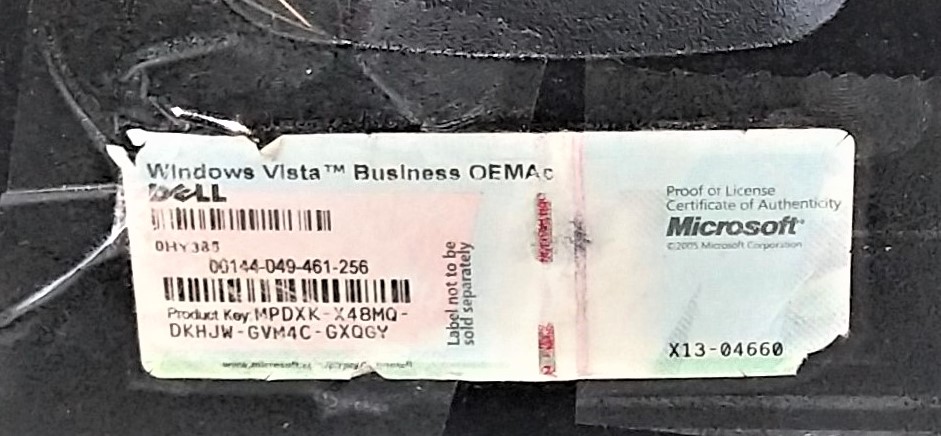 Windows Vista™ Business OEMAc
DELL
0HY385
00144-049-461-256
Product Key: MPDXK-X48MQ-
DKHJW-GVM4C-GXQGY
Label not to be
sold separately
Proof of License
Certificate of Authenticity
Microsoft®
©2005 Microsoft Corporation
X13-04660